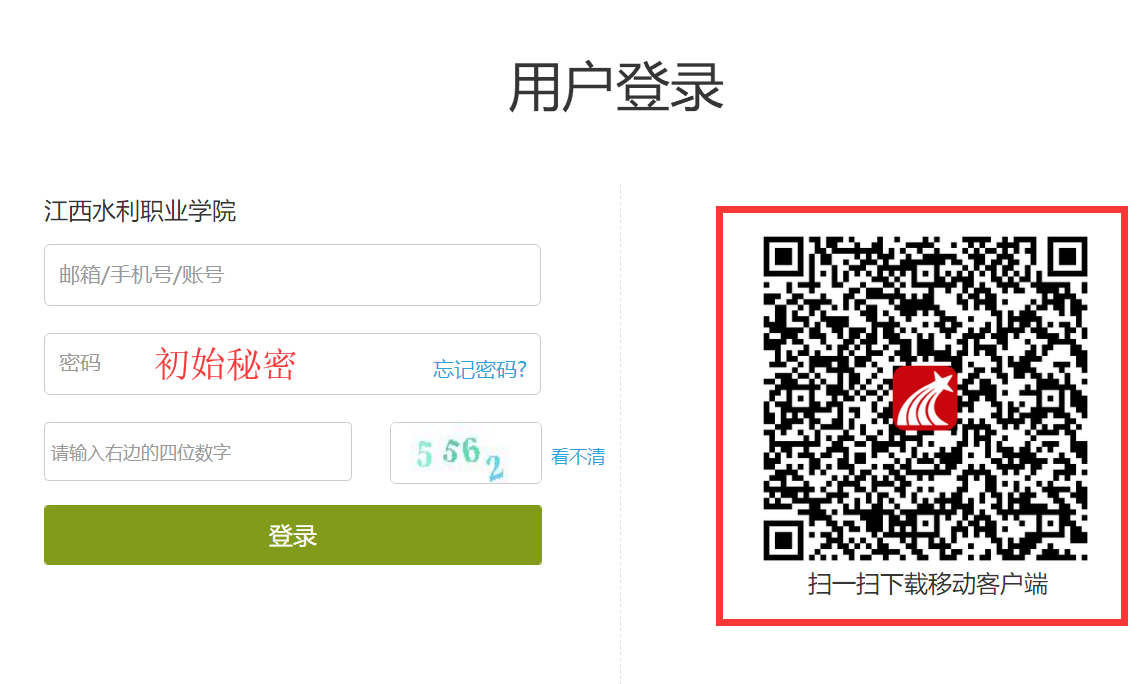 用户登录
江西水利职业学院
邮箱/手机号/账号
密码 初始秘密 忘记密码?
请输入右边的四位数字 5562 看不清
登录
扫一扫下载移动客户端